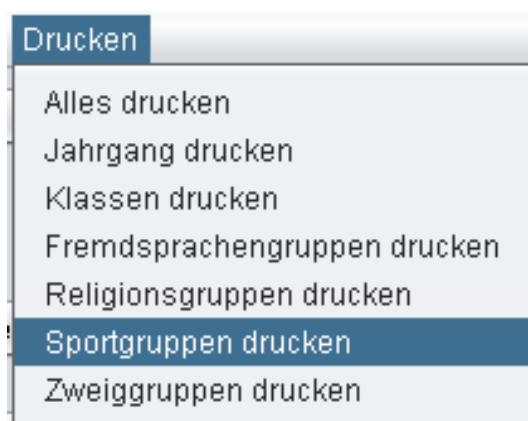 Drucken
Alles drucken
Jahrgang drucken
Klassen drucken
Fremdsprachengruppen drucken
Religionsgruppen drucken
Sportgruppen drucken
Zweiggruppen drucken